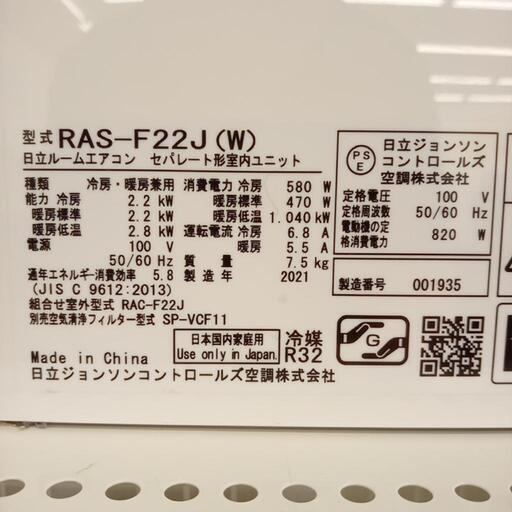 型式 RAS-F22J(W)
日立ルームエアコン セパレート形室内ユニット
種類 冷房・暖房兼用
能力 冷房 2.2 kW
暖房標準 2.2 kW
暖房低温 2.8 kW
電源 100 V
50/60 Hz
消費電力 冷房 580 W
暖房標準 470 W
暖房低温 1.040 kW
運転電流 冷房 6.8 A
暖房 5.5 A
質量 7.5 kg
通年エネルギー消費効率 5.8
製造年 2021
(JIS C 9612:2013)
組合せ室外型式 RAC-F22J
別売空気清浄フィルター型式 SP-VCF11
日本国内家庭用
Use only in Japan.
冷媒
R32
Made in China
日立ジョンソンコントロールズ空調株式会社
PSE
日立ジョンソン
コントロールズ
空調株式会社
定格電圧 100 V
定格周波数 50/60 Hz
電動機の定
格消費電力 820 W
製造番号 001935
G